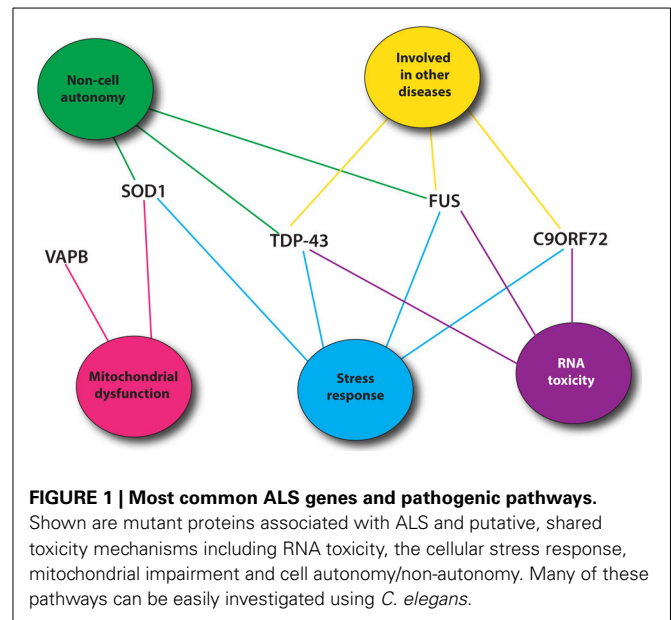 Non-cell
autonomy
Involved
in other
diseases
SOD1
FUS
TDP-43
C9ORF72
VAPB
Mitochondrial
dysfunction
Stress
response
RNA
toxicity
FIGURE 1 | Most common ALS genes and pathogenic pathways.
Shown are mutant proteins associated with ALS and putative, shared
toxicity mechanisms including RNA toxicity, the cellular stress response,
mitochondrial impairment and cell autonomy/non-autonomy. Many of these
pathways can be easily investigated using C. elegans.